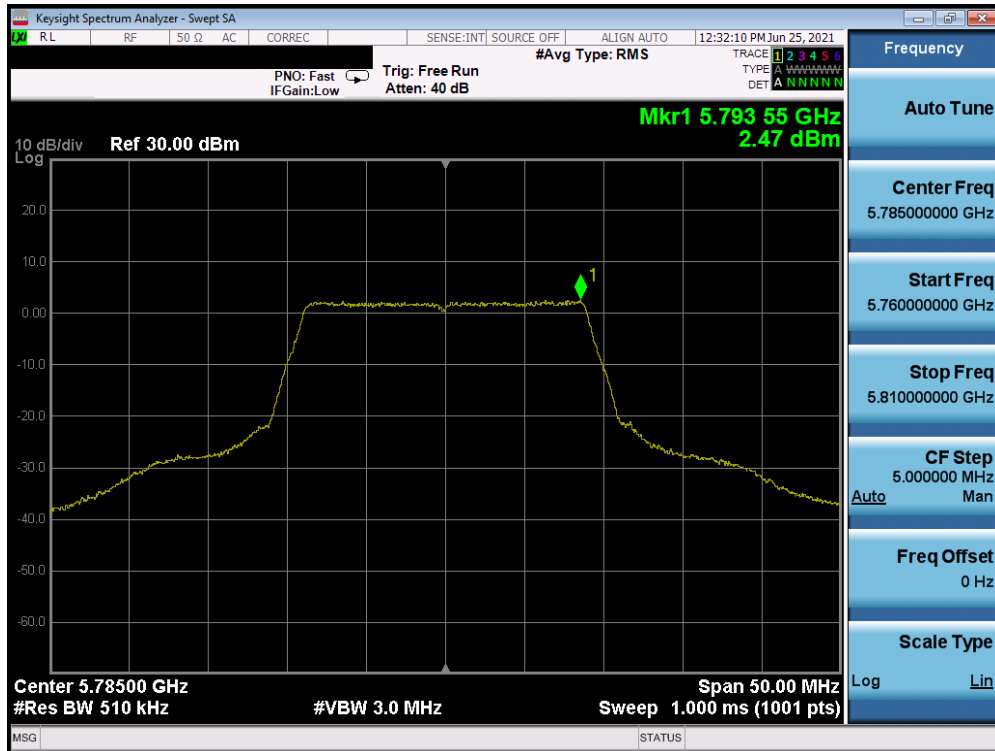 Keysight Spectrum Analyzer - Swept SA
LXI RL RF 50 Ω AC CORREC SENSE:INT SOURCE OFF ALIGN AUTO 12:32:10 PM Jun 25, 2021
#Avg Type: RMS
TRACE 1 2 3 4 5 6
PNO: Fast Trig: Free Run
TYPE A WWWWW
IFGain:Low Atten: 40 dB
DET A N N N N N
Mkr1 5.793 55 GHz
2.47 dBm
10 dB/div Ref 30.00 dBm
Log
1
20.0
10.0
0.00
-10.0
-20.0
-30.0
-40.0
-50.0
-60.0
Center 5.78500 GHz Span 50.00 MHz
#Res BW 510 kHz #VBW 3.0 MHz Sweep 1.000 ms (1001 pts)
MSG STATUS
Frequency
Auto Tune
Center Freq
5.785000000 GHz
Start Freq
5.760000000 GHz
Stop Freq
5.810000000 GHz
CF Step
5.000000 MHz
Auto Man
Freq Offset
0 Hz
Scale Type
Log Lin